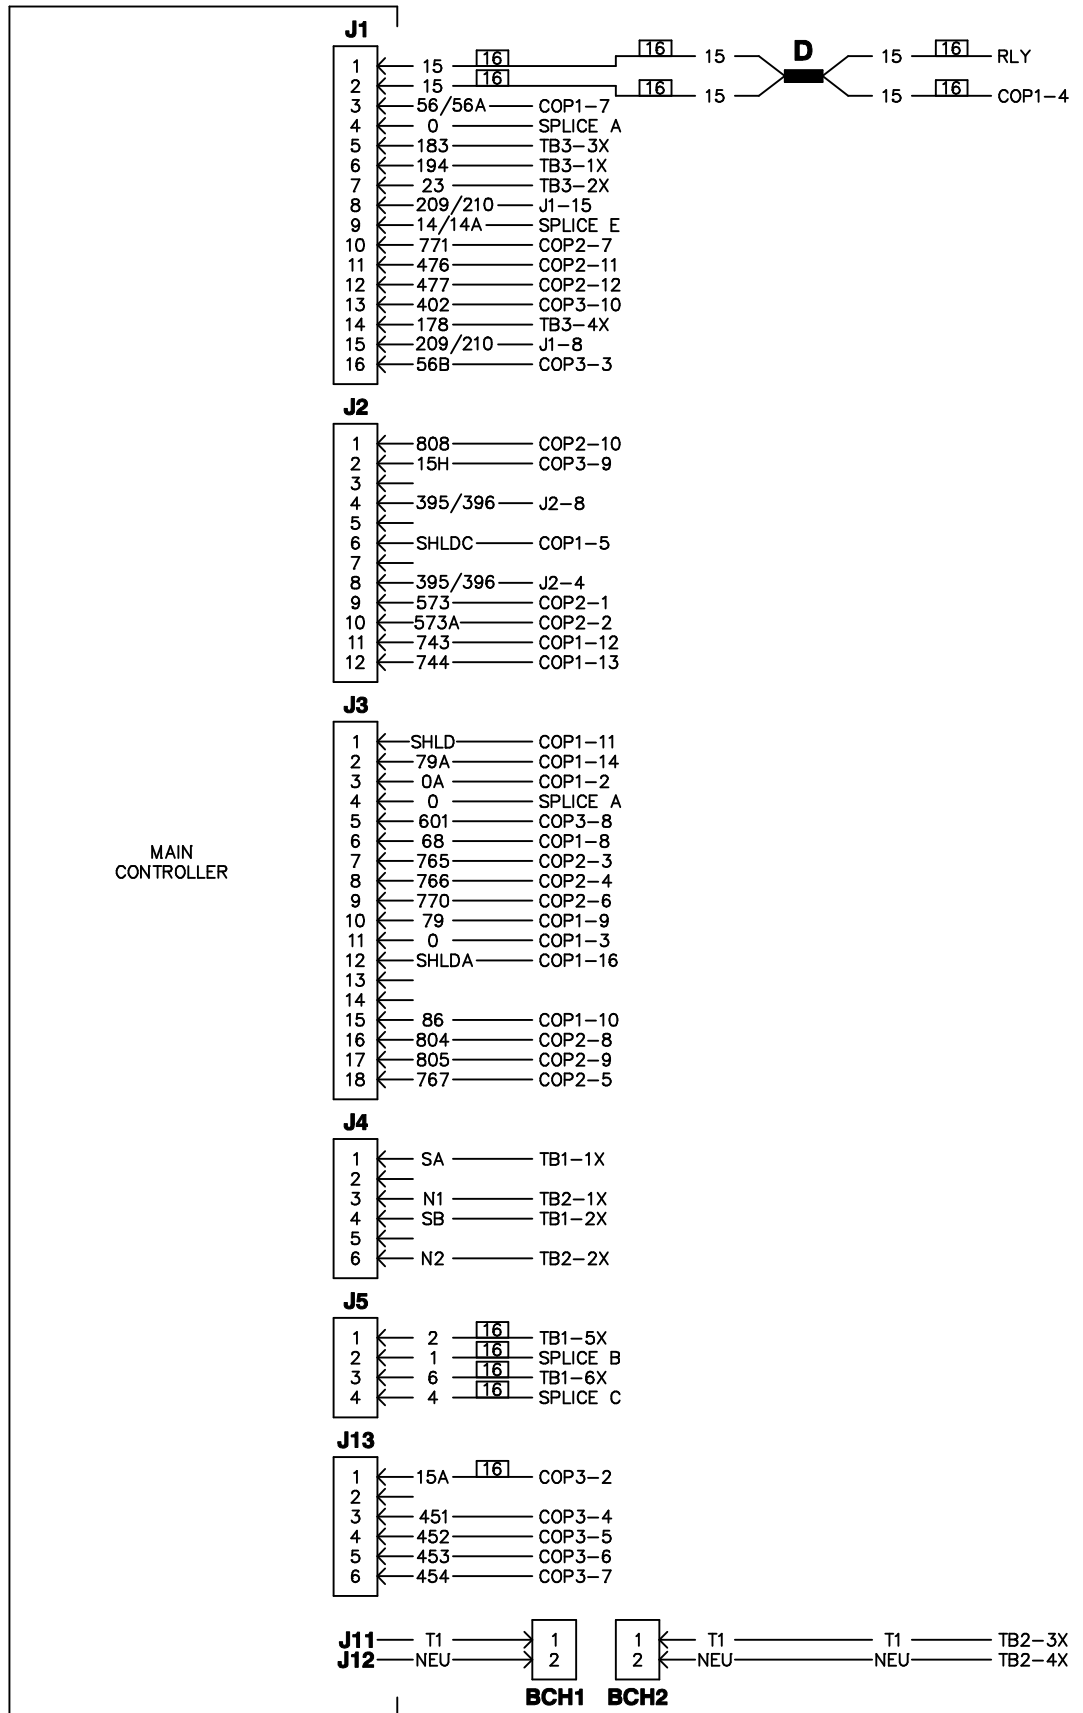 J1
1 15 16 16 15 D 15 16 RLY
2 15 16 16 15 15 16 COP1-4
3 56/56A COP1-7
4 0 SPLICE A
5 183 TB3-3X
6 194 TB3-1X
7 23 TB3-2X
8 209/210 J1-15
9 14/14A SPLICE E
10 771 COP2-7
11 476 COP2-11
12 477 COP2-12
13 402 COP3-10
14 178 TB3-4X
15 209/210 J1-8
16 56B COP3-3
J2
1 808 COP2-10
2 15H COP3-9
3
4 395/396 J2-8
5
6 SHLDC COP1-5
7
8 395/396 J2-4
9 573 COP2-1
10 573A COP2-2
11 743 COP1-12
12 744 COP1-13
J3
1 SHLD COP1-11
2 79A COP1-14
3 0A COP1-2
4 0 SPLICE A
5 601 COP3-8
6 68 COP1-8
7 765 COP2-3
8 766 COP2-4
9 770 COP2-6
10 79 COP1-9
11 0 COP1-3
12 SHLDA COP1-16
13
14
15 86 COP1-10
16 804 COP2-8
17 805 COP2-9
18 767 COP2-5
MAIN
CONTROLLER
J4
1 SA TB1-1X
2
3 N1 TB2-1X
4 SB TB1-2X
5
6 N2 TB2-2X
J5
1 2 16 TB1-5X
2 1 16 SPLICE B
3 6 16 TB1-6X
4 4 16 SPLICE C
J13
1 15A 16 COP3-2
2
3 451 COP3-4
4 452 COP3-5
5 453 COP3-6
6 454 COP3-7
J11 T1 1 1 T1 T1 TB2-3X
J12 NEU 2 2 NEU NEU TB2-4X
BCH1 BCH2